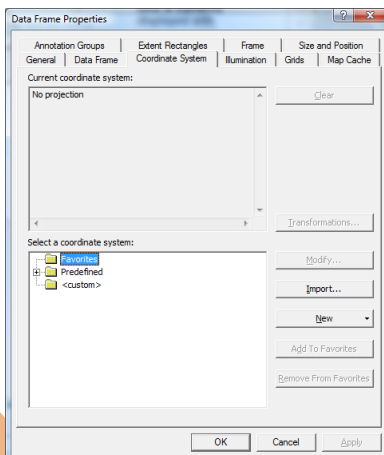 Data Frame Properties
Annotation Groups Extent Rectangles Frame Size and Position
General Data Frame Coordinate System Illumination Grids Map Cache
Current coordinate system:
No projection
Clear
Transformations...
Select a coordinate system:
Favorites
Predefined
<custom>
Modify...
Import...
New
Add To Favorites
Remove From Favorites
OK Cancel Apply